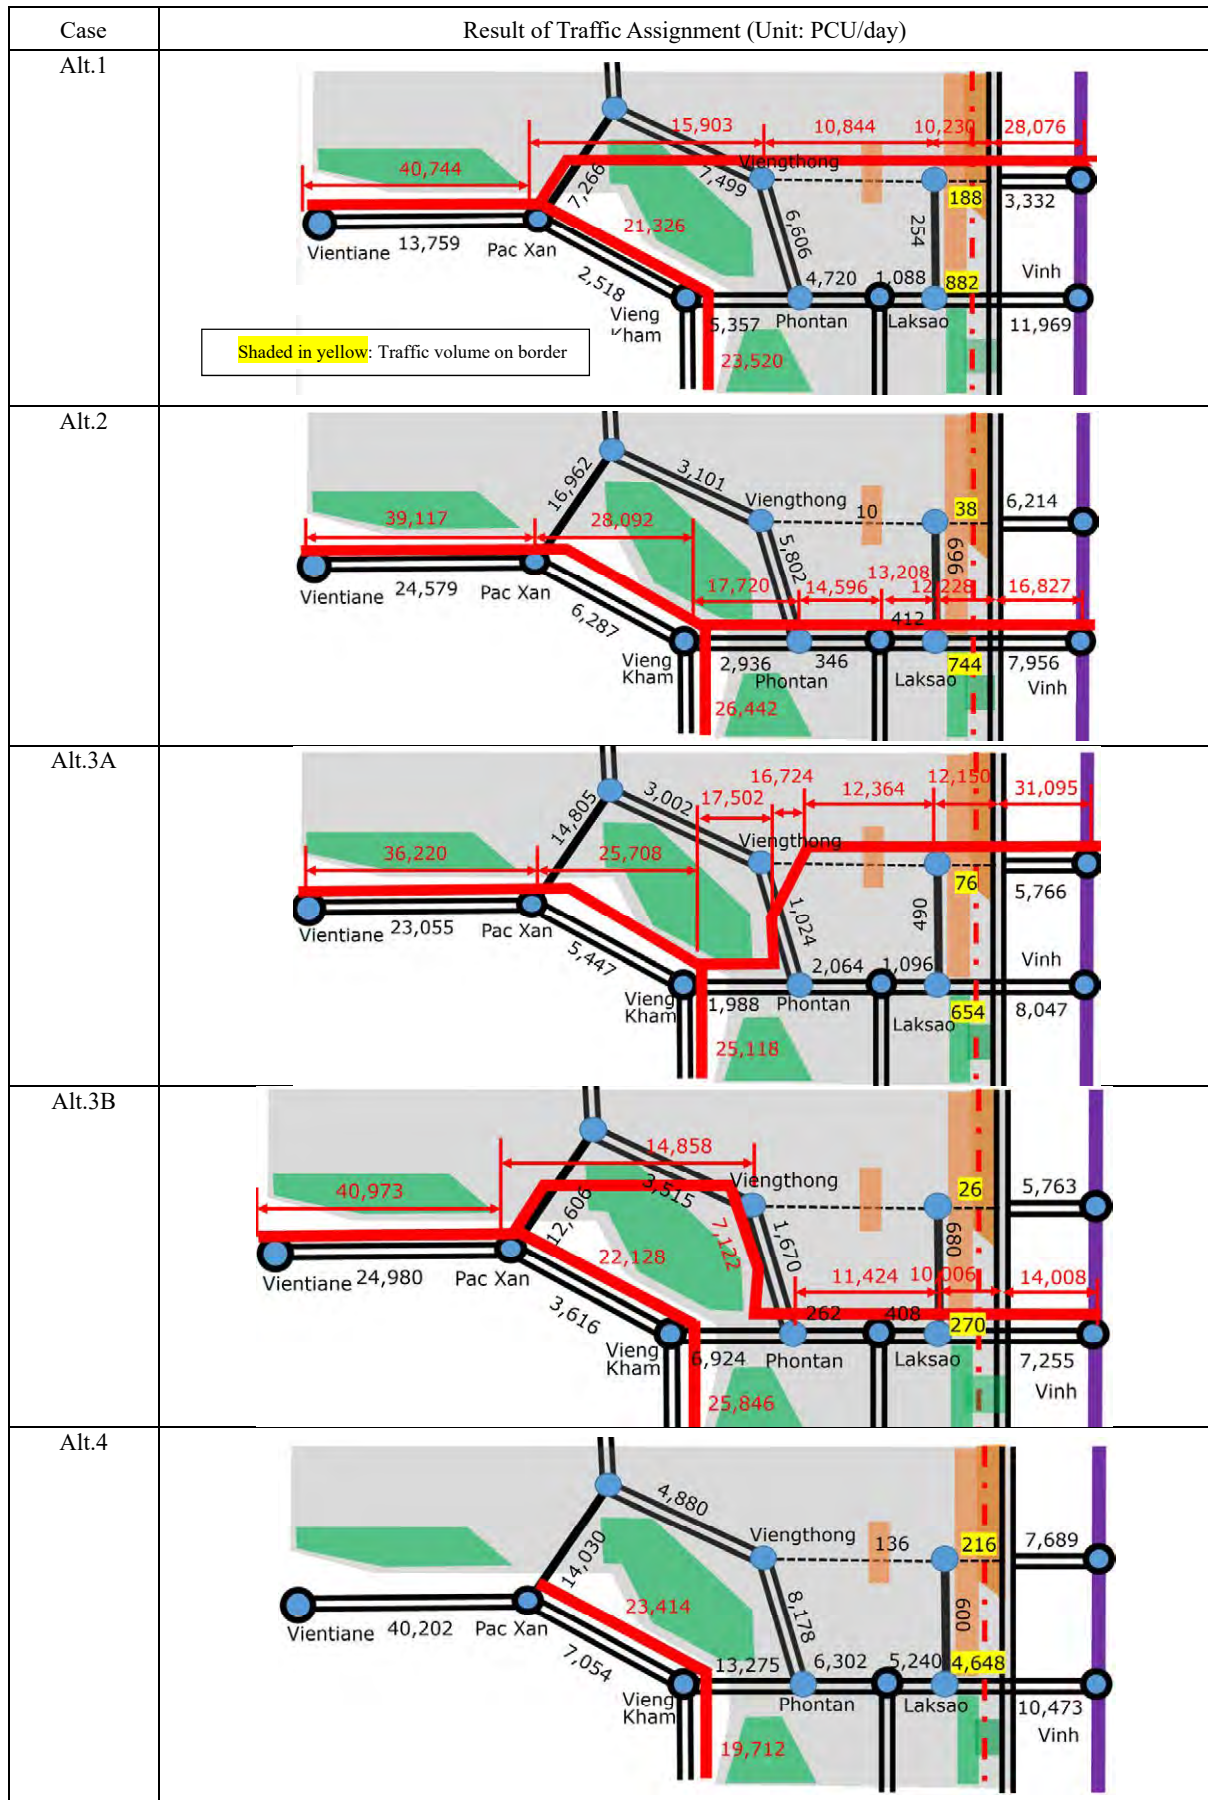 Case
Result of Traffic Assignment (Unit: PCU/day)
Alt.1
15,903
10,844
10,230
28,076
40,744
7,266
7,499
Viengthong
188
3,332
21,326
6,606
254
Vientiane
13,759
Pac Xan
2,518
4,720
1,088
882
Vinh
Vieng
Kham
5,357
Phontan
Laksao
11,969
23,520
Shaded in yellow: Traffic volume on border
Alt.2
16,962
3,101
Viengthong
10
38
6,214
39,117
28,092
5,802
696
13,208
17,720
14,596
12,228
16,827
Vientiane
24,579
Pac Xan
6,287
412
Vieng
Kham
2,936
346
Phontan
Laksao
744
7,956
Vinh
26,442
Alt.3A
16,724
12,364
12,150
31,095
17,502
14,805
3,002
Viengthong
36,220
25,708
76
5,766
1,024
490
Vientiane
23,055
Pac Xan
5,447
2,064
1,096
Vinh
Vieng
Kham
1,988
Phontan
Laksao
654
8,047
25,118
Alt.3B
14,858
40,973
12,606
3,515
Viengthong
26
5,763
7,122
1,670
680
22,128
Vientiane
24,980
Pac Xan
11,424
10,006
14,008
3,616
262
408
270
Vieng
Kham
6,924
Phontan
Laksao
7,255
Vinh
25,846
Alt.4
4,880
14,030
Viengthong
136
216
7,689
23,414
8,178
600
Vientiane
40,202
Pac Xan
7,054
13,275
6,302
5,240
4,648
Vieng
Kham
Phontan
Laksao
10,473
Vinh
19,712